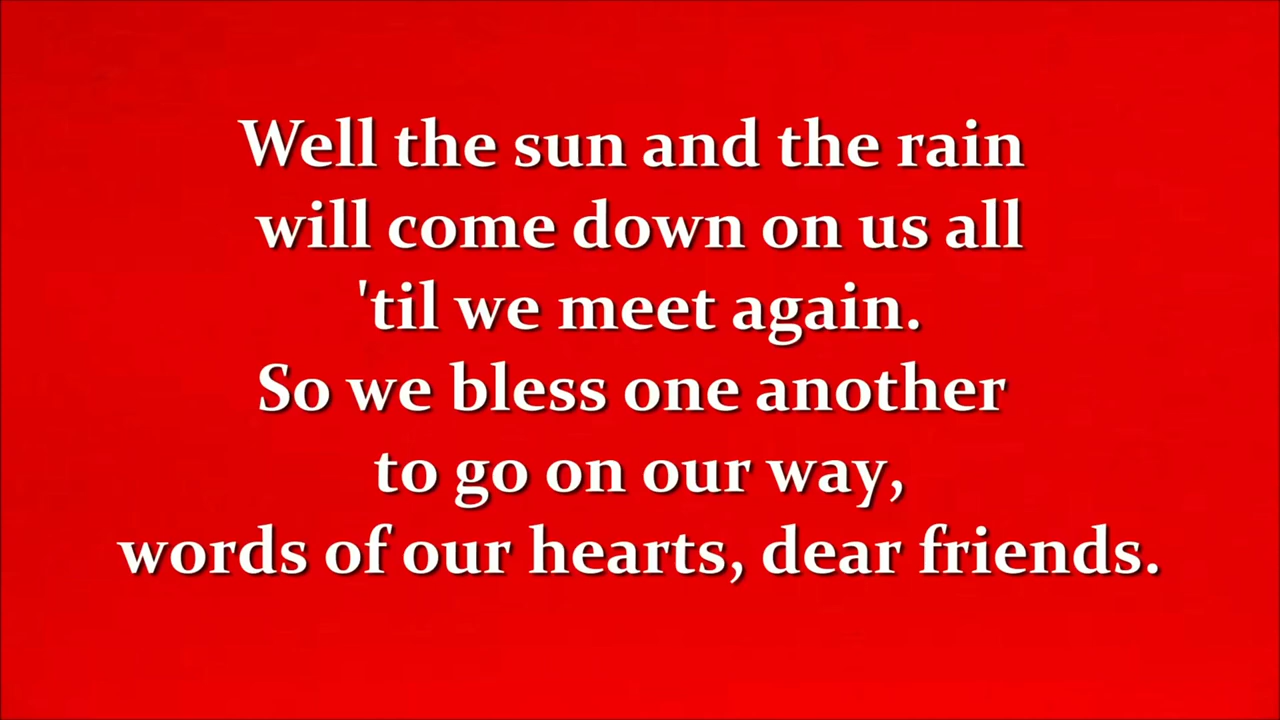 Well the sun and the rain
will come down on us all
'til we meet again.
So we bless one another
to go on our way,
words of our hearts, dear friends.